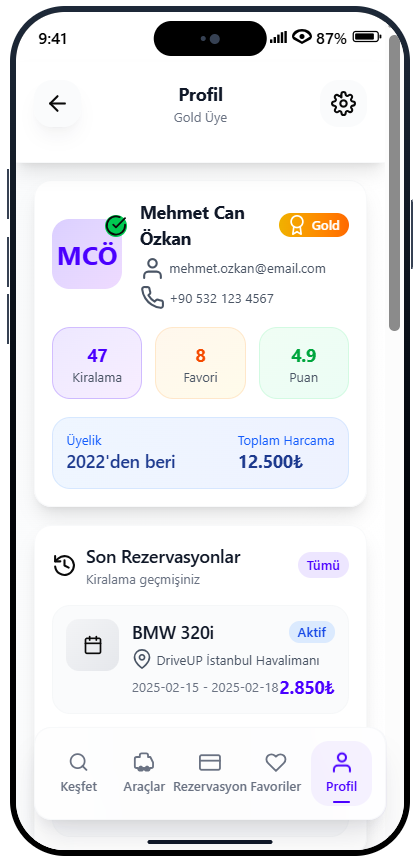 9:41 87%
Profil
Gold Üye
Mehmet Can
Özkan
Gold
MCÖ
mehmet.ozkan@email.com
+90 532 123 4567
47
Kiralama
8
Favori
4.9
Puan
Üyelik
2022'den beri
Toplam Harcama
12.500₺
Son Rezervasyonlar
Kiralama geçmişiniz
Tümü
BMW 320i
Aktif
DriveUP İstanbul Havalimanı
2025-02-15 - 2025-02-18 2.850₺
Keşfet
Araçlar
Rezervasyon
Favoriler
Profil